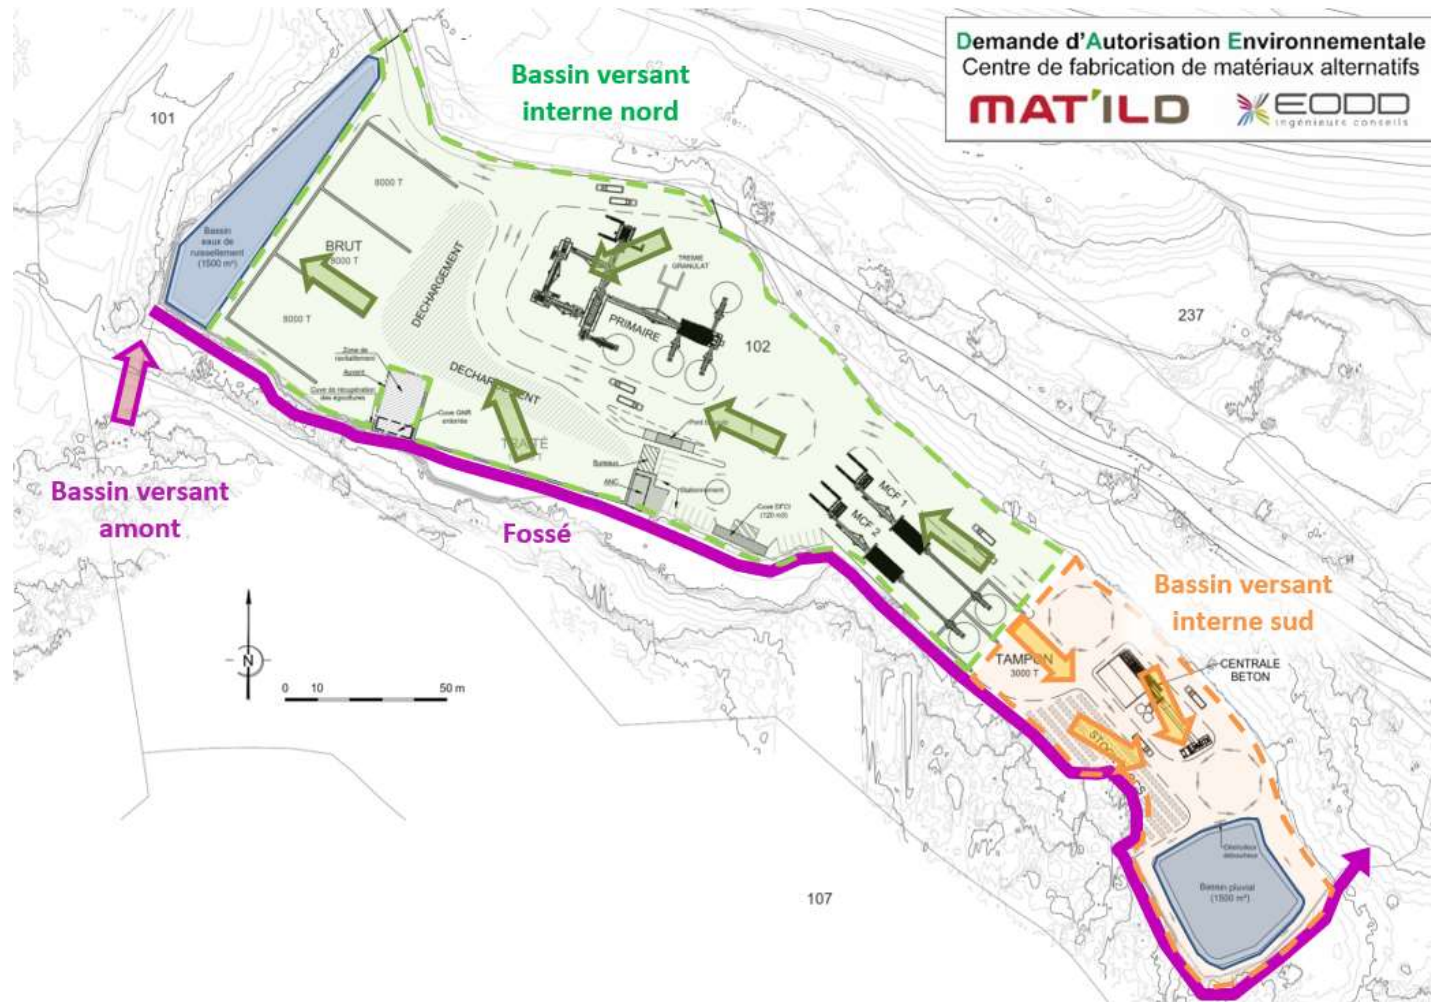 Demande d'Autorisation Environnementale
Centre de fabrication de matériaux alternatifs
MAT'ILD
EODD
ingénieurs conseils
Bassin versant
interne nord
62
101
8000 T
Bassin
eaux de
ruissellement
(1500 m³)
BRUT
8000 T
DECHARGEMENT
TREMIE
GRANULAT
237
8000 T
PRIMAIRE
102
Zone de
ravitaillement
Auvent
Cuve de récupération
des égouttures
DECHARGEMENT
Cuve GNR
enterrée
TRAITÉ
Bureaux
ANC
Stationnement
Cuve DFCI
(120 m3)
MCF 1
MCF 2
Bassin versant
amont
Fossé
Bassin versant
interne sud
N
0 10 50 m
TAMPON
3000 T
CENTRALE
BETON
Bassin pluvial
(1500 m³)
107